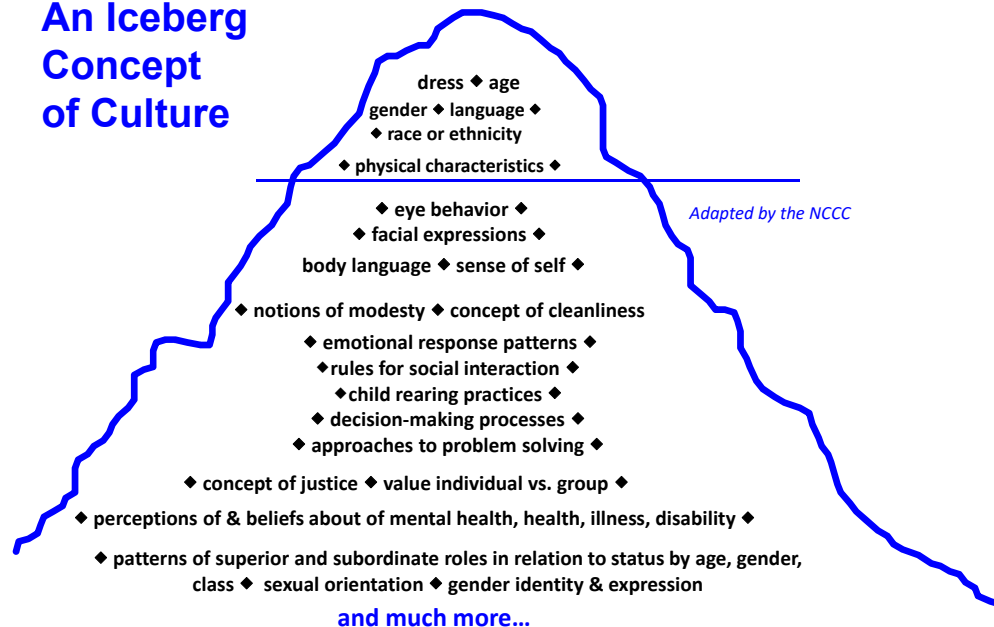 An Iceberg
Concept
of Culture
dress ◆ age
gender ◆ language ◆
◆ race or ethnicity
◆ physical characteristics ◆
◆ eye behavior ◆
Adapted by the NCCC
◆ facial expressions ◆
body language ◆ sense of self ◆
◆ notions of modesty ◆ concept of cleanliness
◆ emotional response patterns ◆
◆rules for social interaction ◆
◆child rearing practices ◆
◆ decision-making processes ◆
◆ approaches to problem solving ◆
◆ concept of justice ◆ value individual vs. group ◆
◆ perceptions of & beliefs about of mental health, health, illness, disability ◆
◆ patterns of superior and subordinate roles in relation to status by age, gender,
class ◆ sexual orientation ◆ gender identity & expression
and much more…